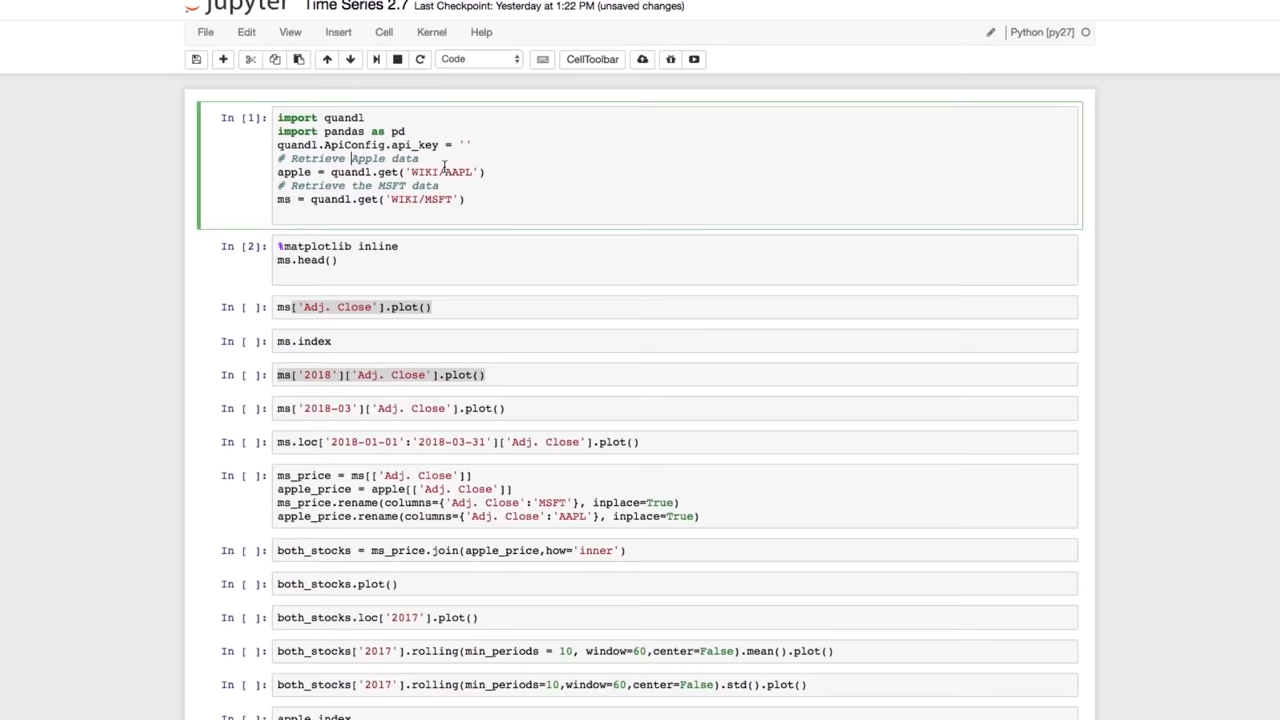 jupyter Time Series 2.7 Last Checkpoint: Yesterday at 1:22 PM (unsaved changes)
File Edit View Insert Cell Kernel Help Python [py27]
Code CellToolbar
In [1]: import quandl
import pandas as pd
quandl.ApiConfig.api_key = ''
# Retrieve Apple data
apple = quandl.get('WIKI/AAPL')
# Retrieve the MSFT data
ms = quandl.get('WIKI/MSFT')
In [2]: %matplotlib inline
ms.head()
In [ ]: ms['Adj. Close'].plot()
In [ ]: ms.index
In [ ]: ms['2018']['Adj. Close'].plot()
In [ ]: ms['2018-03']['Adj. Close'].plot()
In [ ]: ms.loc['2018-01-01':'2018-03-31']['Adj. Close'].plot()
In [ ]: ms_price = ms[['Adj. Close']]
apple_price = apple[['Adj. Close']]
ms_price.rename(columns={'Adj. Close':'MSFT'}, inplace=True)
apple_price.rename(columns={'Adj. Close':'AAPL'}, inplace=True)
In [ ]: both_stocks = ms_price.join(apple_price,how='inner')
In [ ]: both_stocks.plot()
In [ ]: both_stocks.loc['2017'].plot()
In [ ]: both_stocks['2017'].rolling(min_periods = 10, window=60,center=False).mean().plot()
In [ ]: both_stocks['2017'].rolling(min_periods=10,window=60,center=False).std().plot()
In [ ]: apple.index